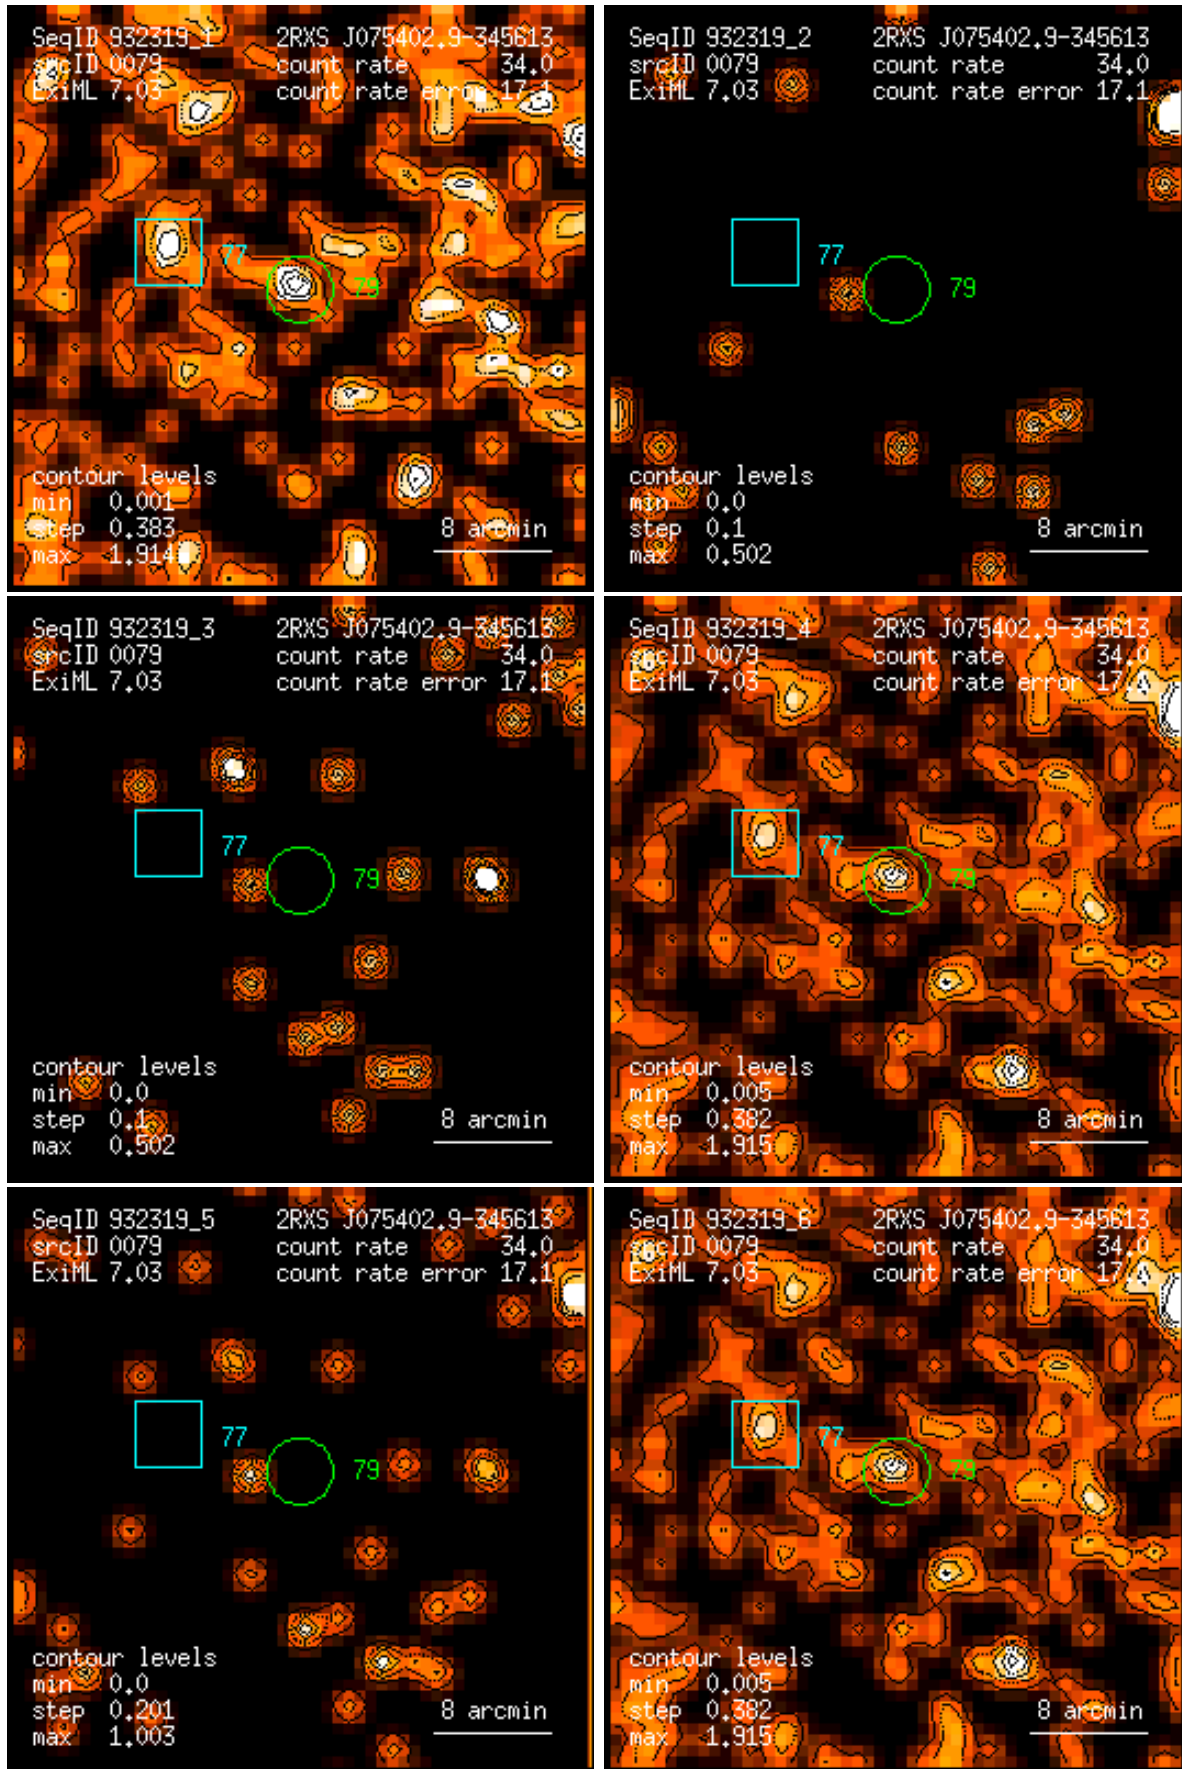 SeqID 932319_1 2RXS J075402.9-345613
srcID 0079 count rate 34.0
ExiML 7.03 count rate error 17.1
77
79
contour levels
min 0.001
step 0.383
max 1.914
8 arcmin
SeqID 932319_2 2RXS J075402.9-345613
srcID 0079 count rate 34.0
ExiML 7.03 count rate error 17.1
77
79
contour levels
min 0.0
step 0.1
max 0.502
8 arcmin
SeqID 932319_3 2RXS J075402.9-345613
srcID 0079 count rate 34.0
ExiML 7.03 count rate error 17.1
77
79
contour levels
min 0.0
step 0.1
max 0.502
8 arcmin
SeqID 932319_4 2RXS J075402.9-345613
srcID 0079 count rate 34.0
ExiML 7.03 count rate error 17.1
77
79
contour levels
min 0.005
step 0.382
max 1.915
8 arcmin
SeqID 932319_5 2RXS J075402.9-345613
srcID 0079 count rate 34.0
ExiML 7.03 count rate error 17.1
77
79
contour levels
min 0.0
step 0.201
max 1.003
8 arcmin
SeqID 932319_6 2RXS J075402.9-345613
srcID 0079 count rate 34.0
ExiML 7.03 count rate error 17.1
77
79
contour levels
min 0.005
step 0.382
max 1.915
8 arcmin